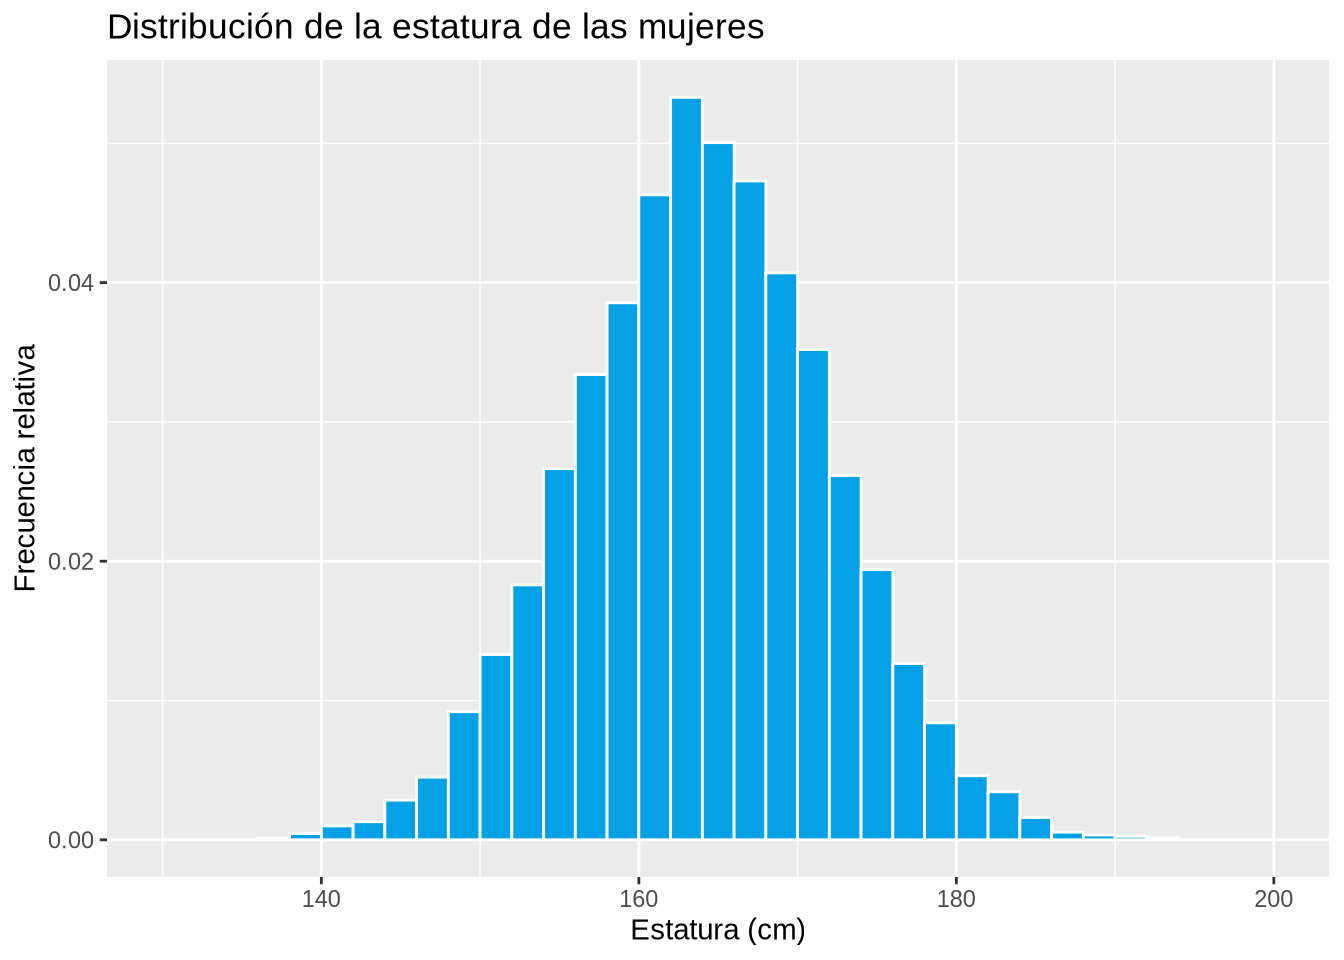 Distribución de la estatura de las mujeres
Frecuencia relativa
0.04
0.02
0.00
140 160 180 200
Estatura (cm)